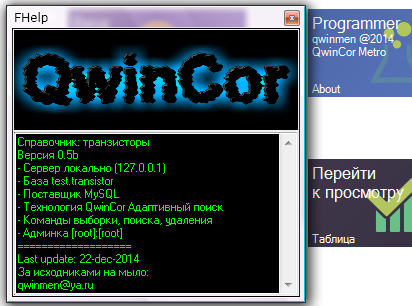 FHelp
QwinCor
Справочник: транзисторы
Версия 0.5b
- Сервер локально (127.0.0.1)
- База test.transistor
- Поставщик MySQL
- Технология QwinCor Адаптивный поиск
- Команды выборки, поиска, удаления
- Админка [root]:[root]
===================
Last update: 22-dec-2014
За исходниками на мыло:
qwinmen@ya.ru
Programmer
qwinmen @2014
QwinCor Metro
About
Перейти
к просмотру
Таблица